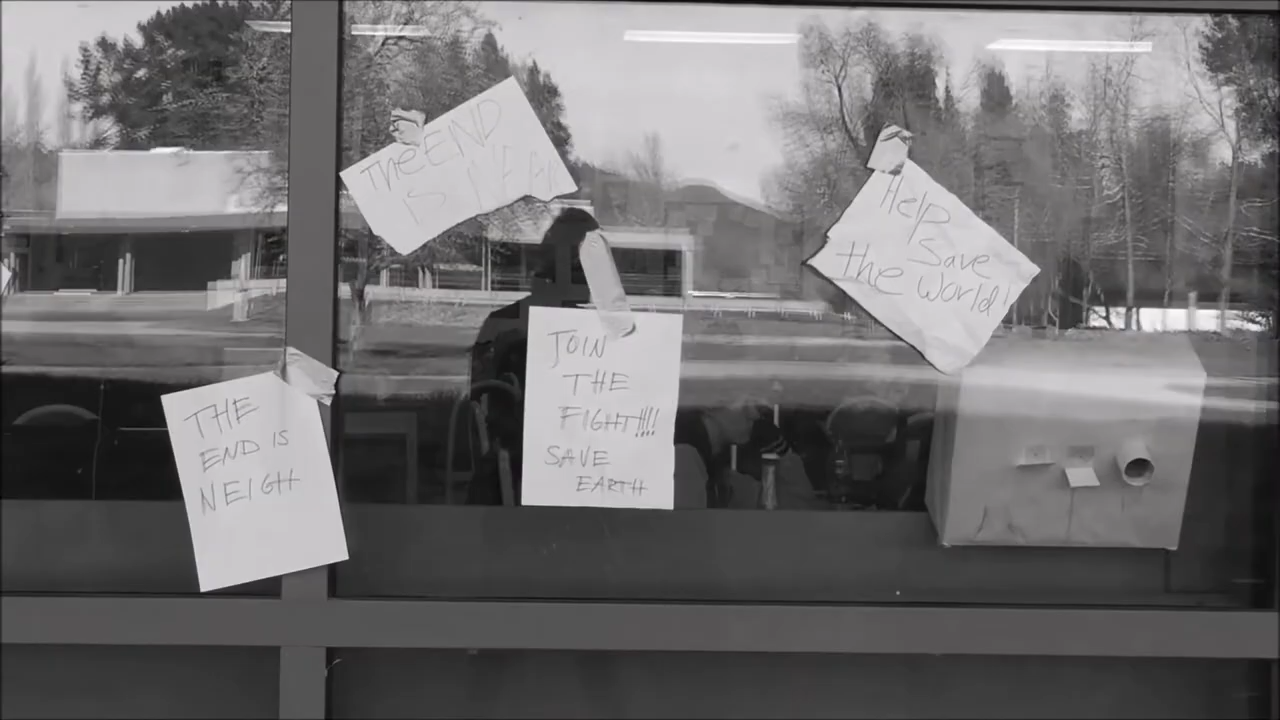 The END
IS NEAR
Help
Save
the World!
JOIN
THE
FIGHT!!!!
SAVE
EARTH
THE
END IS
NEIGH